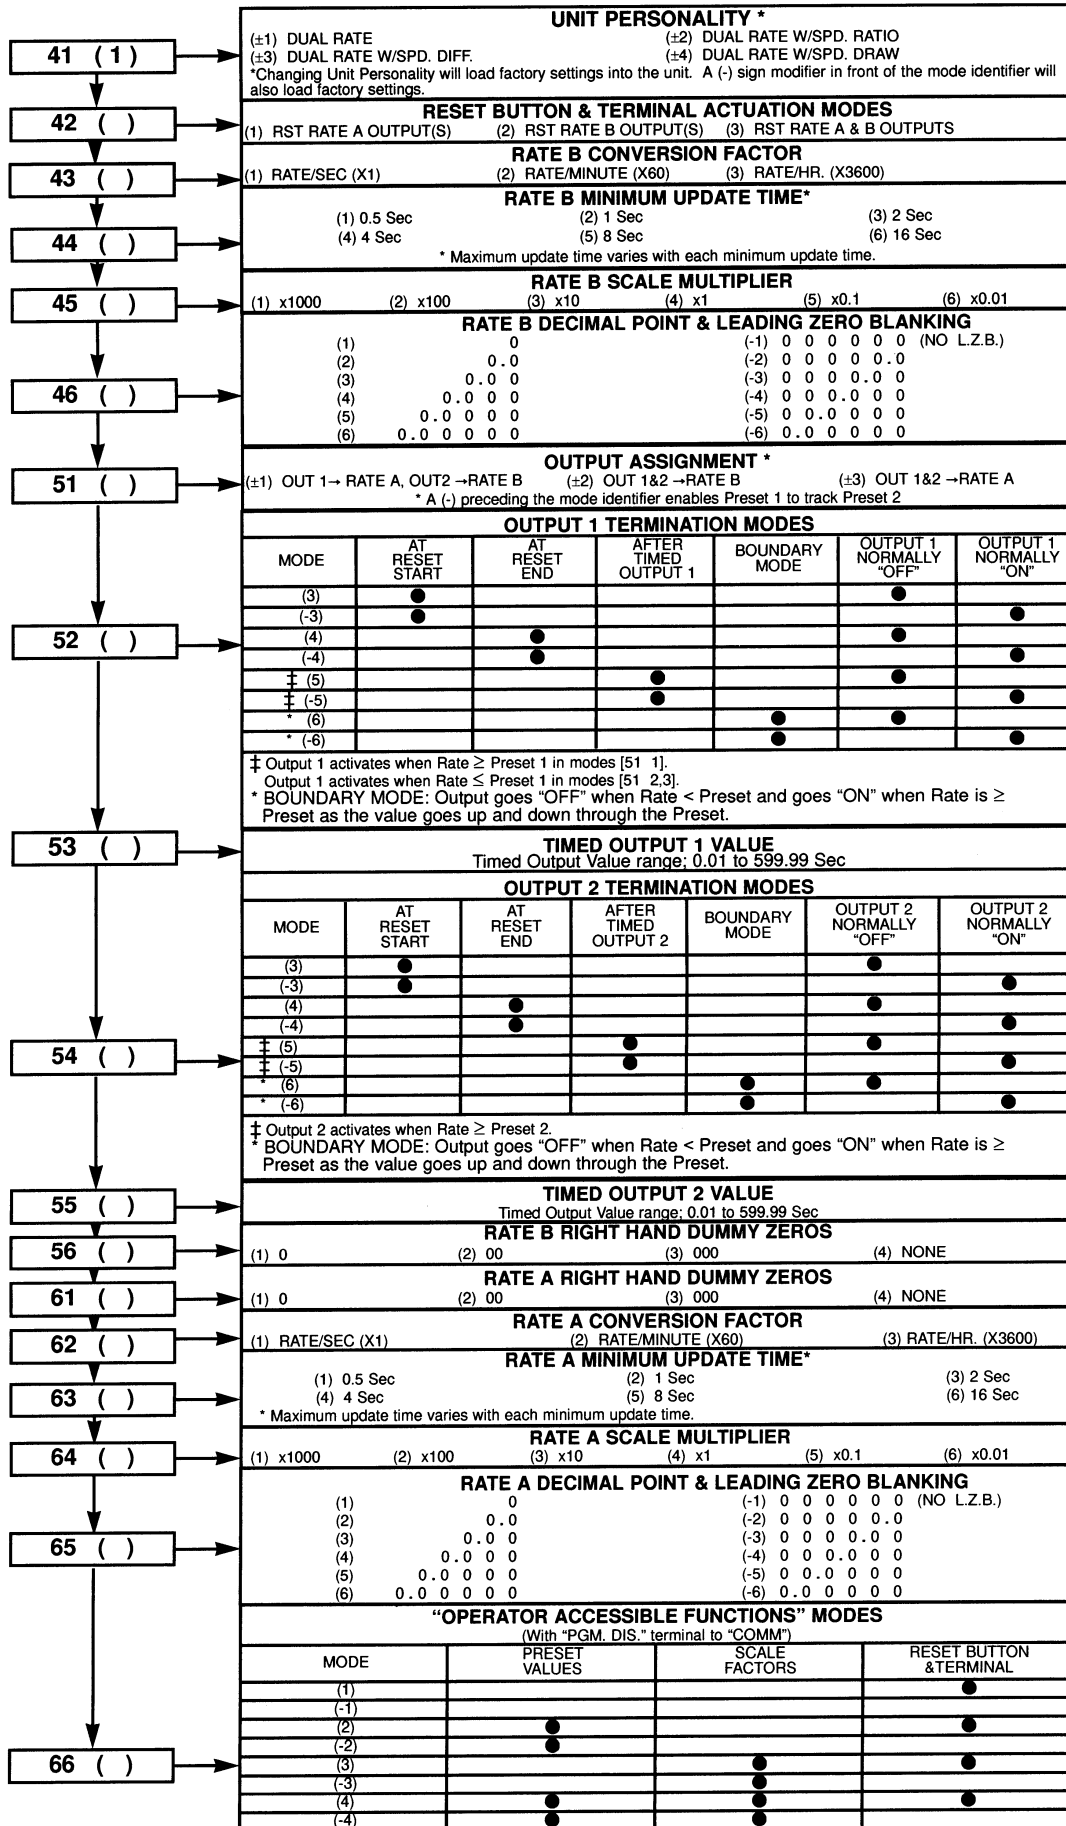 UNIT PERSONALITY *
41 (1)
(±1) DUAL RATE (±2) DUAL RATE W/SPD. RATIO
(±3) DUAL RATE W/SPD. DIFF. (±4) DUAL RATE W/SPD. DRAW
*Changing Unit Personality will load factory settings into the unit. A (-) sign modifier in front of the mode identifier will
also load factory settings.
RESET BUTTON & TERMINAL ACTUATION MODES
42 ( )
(1) RST RATE A OUTPUT(S) (2) RST RATE B OUTPUT(S) (3) RST RATE A & B OUTPUTS
RATE B CONVERSION FACTOR
43 ( )
(1) RATE/SEC (X1) (2) RATE/MINUTE (X60) (3) RATE/HR. (X3600)
RATE B MINIMUM UPDATE TIME*
(1) 0.5 Sec (2) 1 Sec (3) 2 Sec
44 ( )
(4) 4 Sec (5) 8 Sec (6) 16 Sec
* Maximum update time varies with each minimum update time.
RATE B SCALE MULTIPLIER
45 ( )
(1) x1000 (2) x100 (3) x10 (4) x1 (5) x0.1 (6) x0.01
RATE B DECIMAL POINT & LEADING ZERO BLANKING
(1) 0 (-1) 0 0 0 0 0 0 (NO L.Z.B.)
(2) 0.0 (-2) 0 0 0 0 0.0
(3) 0.0 0 (-3) 0 0 0 0.0 0
46 ( )
(4) 0.0 0 0 (-4) 0 0 0.0 0 0
(5) 0.0 0 0 0 (-5) 0 0.0 0 0 0
(6) 0.0 0 0 0 0 (-6) 0.0 0 0 0 0
OUTPUT ASSIGNMENT *
51 ( )
(±1) OUT 1→ RATE A, OUT2 →RATE B (±2) OUT 1&2 →RATE B (±3) OUT 1&2 →RATE A
* A (-) preceding the mode identifier enables Preset 1 to track Preset 2
OUTPUT 1 TERMINATION MODES
MODE
AT RESET START
AT RESET END
AFTER TIMED OUTPUT 1
BOUNDARY MODE
OUTPUT 1 NORMALLY "OFF"
OUTPUT 1 NORMALLY "ON"
(3) ● ●
(-3) ● ●
52 ( )
(4) ● ●
(-4) ● ●
‡ (5) ● ●
‡ (-5) ● ●
* (6) ● ●
* (-6) ● ●
‡ Output 1 activates when Rate ≥ Preset 1 in modes [51 1].
Output 1 activates when Rate ≤ Preset 1 in modes [51 2,3].
* BOUNDARY MODE: Output goes "OFF" when Rate < Preset and goes "ON" when Rate is ≥
Preset as the value goes up and down through the Preset.
53 ( )
TIMED OUTPUT 1 VALUE
Timed Output Value range; 0.01 to 599.99 Sec
OUTPUT 2 TERMINATION MODES
MODE
AT RESET START
AT RESET END
AFTER TIMED OUTPUT 2
BOUNDARY MODE
OUTPUT 2 NORMALLY "OFF"
OUTPUT 2 NORMALLY "ON"
(3) ● ●
(-3) ● ●
(4) ● ●
(-4) ● ●
54 ( )
‡ (5) ● ●
‡ (-5) ● ●
* (6) ● ●
* (-6) ● ●
‡ Output 2 activates when Rate ≥ Preset 2.
* BOUNDARY MODE: Output goes "OFF" when Rate < Preset and goes "ON" when Rate is ≥
Preset as the value goes up and down through the Preset.
55 ( )
TIMED OUTPUT 2 VALUE
Timed Output Value range; 0.01 to 599.99 Sec
RATE B RIGHT HAND DUMMY ZEROS
56 ( )
(1) 0 (2) 00 (3) 000 (4) NONE
RATE A RIGHT HAND DUMMY ZEROS
61 ( )
(1) 0 (2) 00 (3) 000 (4) NONE
RATE A CONVERSION FACTOR
62 ( )
(1) RATE/SEC (X1) (2) RATE/MINUTE (X60) (3) RATE/HR. (X3600)
RATE A MINIMUM UPDATE TIME*
(1) 0.5 Sec (2) 1 Sec (3) 2 Sec
63 ( )
(4) 4 Sec (5) 8 Sec (6) 16 Sec
* Maximum update time varies with each minimum update time.
RATE A SCALE MULTIPLIER
64 ( )
(1) x1000 (2) x100 (3) x10 (4) x1 (5) x0.1 (6) x0.01
RATE A DECIMAL POINT & LEADING ZERO BLANKING
(1) 0 (-1) 0 0 0 0 0 0 (NO L.Z.B.)
(2) 0.0 (-2) 0 0 0 0 0.0
(3) 0.0 0 (-3) 0 0 0 0.0 0
65 ( )
(4) 0.0 0 0 (-4) 0 0 0.0 0 0
(5) 0.0 0 0 0 (-5) 0 0.0 0 0 0
(6) 0.0 0 0 0 0 (-6) 0.0 0 0 0 0
"OPERATOR ACCESSIBLE FUNCTIONS" MODES
(With "PGM. DIS." terminal to "COMM")
MODE
PRESET VALUES
SCALE FACTORS
RESET BUTTON &TERMINAL
(1) ●
(-1)
(2) ● ●
(-2) ●
66 ( )
(3) ● ●
(-3) ●
(4) ● ● ●
(-4) ● ●